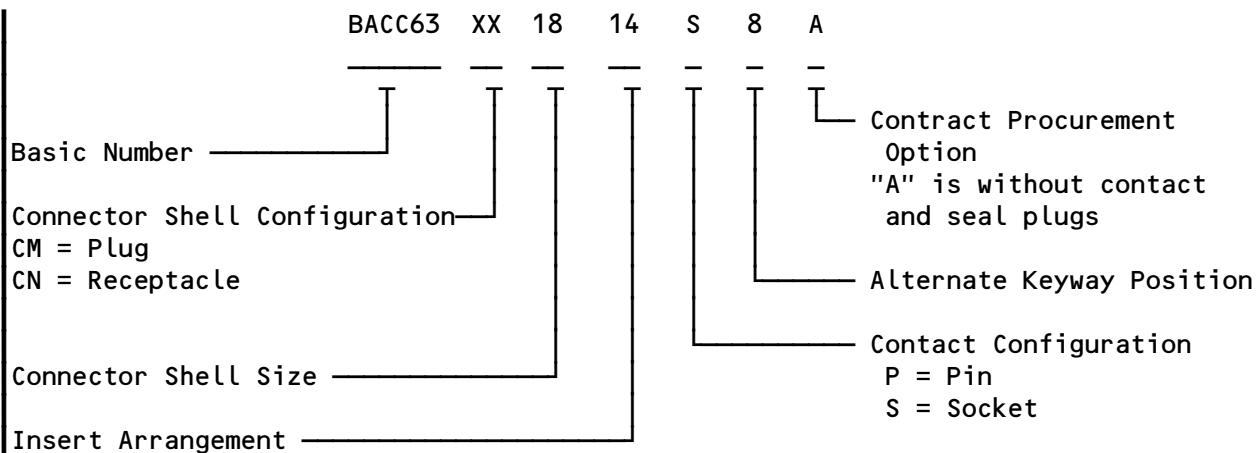 BACC63 XX 18 14 S 8 A
Contract Procurement
Basic Number
Option
"A" is without contact
Connector Shell Configuration
and seal plugs
CM = Plug
CN = Receptacle
Alternate Keyway Position
Contact Configuration
Connector Shell Size
P = Pin
S = Socket
Insert Arrangement